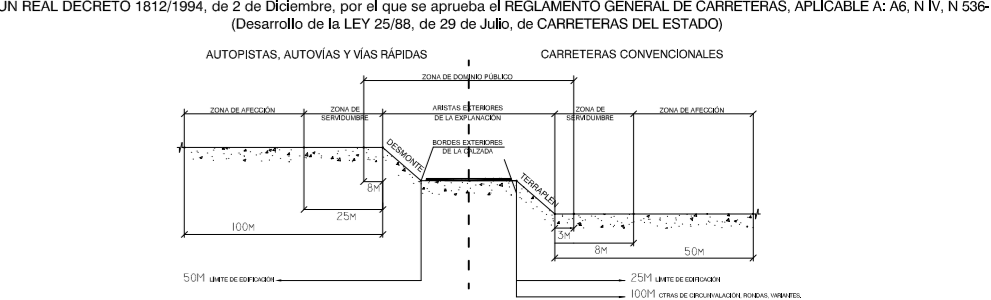 UN REAL DECRETO 1812/1994, de 2 de Diciembre, por el que se aprueba el REGLAMENTO GENERAL DE CARRETERAS, APLICABLE A: A6, N IV, N 536-
(Desarrollo de la LEY 25/88, de 29 de Julio, de CARRETERAS DEL ESTADO)
AUTOPISTAS, AUTOVÍAS Y VÍAS RÁPIDAS
CARRETERAS CONVENCIONALES
ZONA DE DOMINIO PÚBLICO
ZONA DE AFECCIÓN
ZONA DE
SERVIDUMBRE
ARISTAS EXTERIORES
DE LA EXPLANACIÓN
ZONA DE
SERVIDUMBRE
ZONA DE AFECCIÓN
BORDES EXTERIORES
DE LA CALZADA
DESMONTE
TERRAPLEN
8M
25M
100M
3M
8M
50M
50M LIMITE DE EDIFICACIÓN
25M LIMITE DE EDIFICACIÓN
100M CTRAS DE CIRCUNVALACIÓN, RONDAS, VARIANTES.